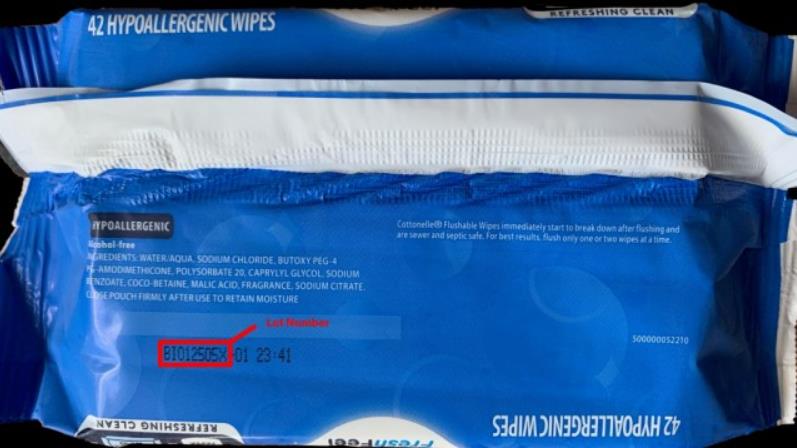 42 HYPOALLERGENIC WIPES
REFRESHING CLEAN
HYPOALLERGENIC
Alcohol-free
INGREDIENTS: WATER/AQUA, SODIUM CHLORIDE, BUTOXY PEG-4
PG-AMODIMETHICONE, POLYSORBATE 20, CAPRYLYL GLYCOL, SODIUM
BENZOATE, COCO-BETAINE, MALIC ACID, FRAGRANCE, SODIUM CITRATE.
CLOSE POUCH FIRMLY AFTER USE TO RETAIN MOISTURE
Cottonelle® Flushable Wipes immediately start to break down after flushing and
are sewer and septic safe. For best results, flush only one or two wipes at a time.
Lot Number
BI012505X-01 23:41
500000052210
REFRESHING CLEAN
FreshFeel
42 HYPOALLERGENIC WIPES